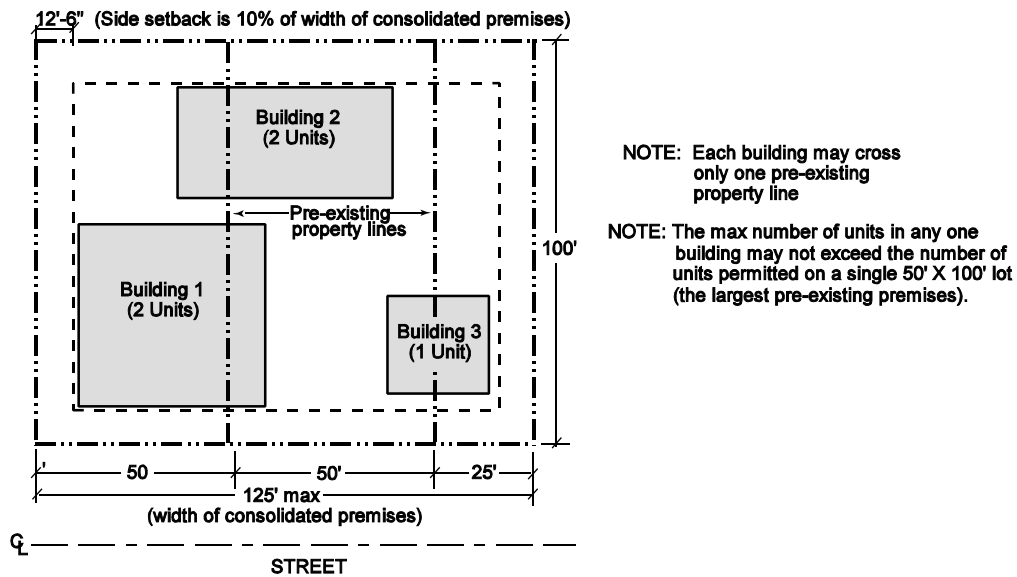 12'-6" (Side setback is 10% of width of consolidated premises)
Building 2
(2 Units)
Pre-existing
property lines
Building 1
(2 Units)
Building 3
(1 Unit)
100'
NOTE: Each building may cross
only one pre-existing
property line
NOTE: The max number of units in any one
building may not exceed the number of
units permitted on a single 50' X 100' lot
(the largest pre-existing premises).
' 50 50' 25'
125' max
(width of consolidated premises)
CL
STREET